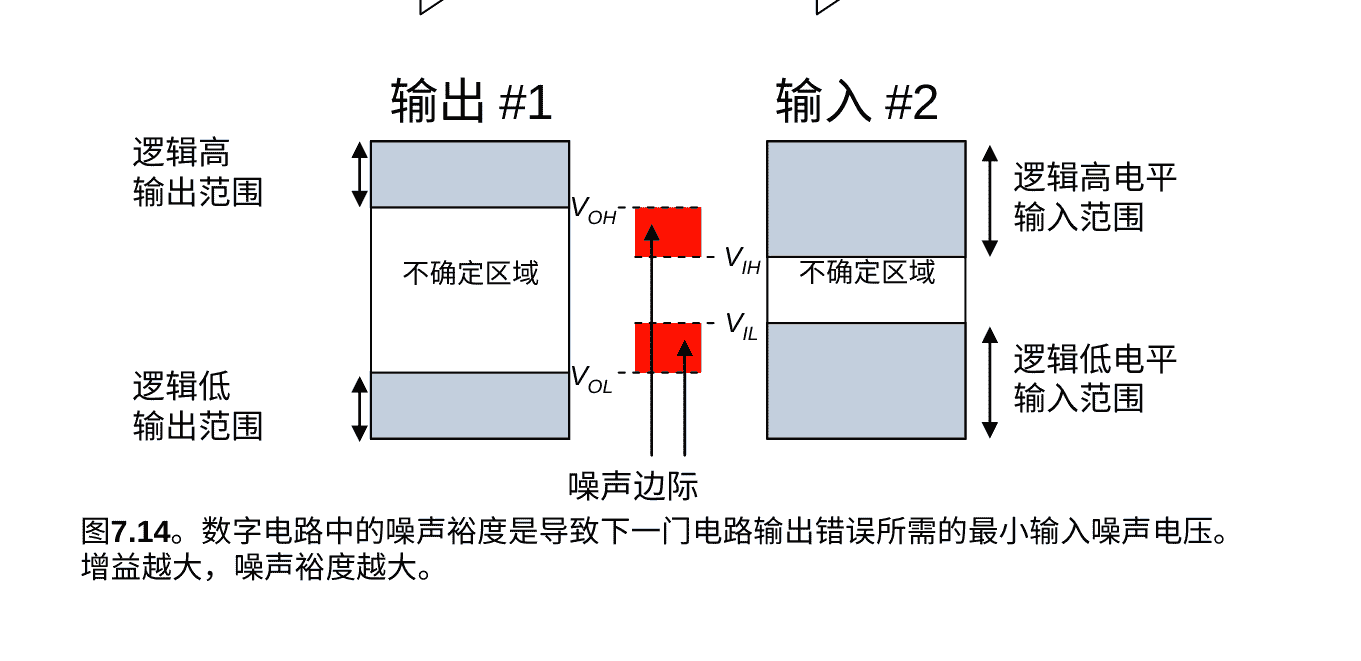 输出 #1
输入 #2
逻辑高
输出范围
逻辑高电平
输入范围
VOH
VIH
不确定区域
不确定区域
VIL
逻辑低
输出范围
VOL
逻辑低电平
输入范围
噪声边际
图7.14。数字电路中的噪声裕度是导致下一门电路输出错误所需的最小输入噪声电压。
增益越大，噪声裕度越大。